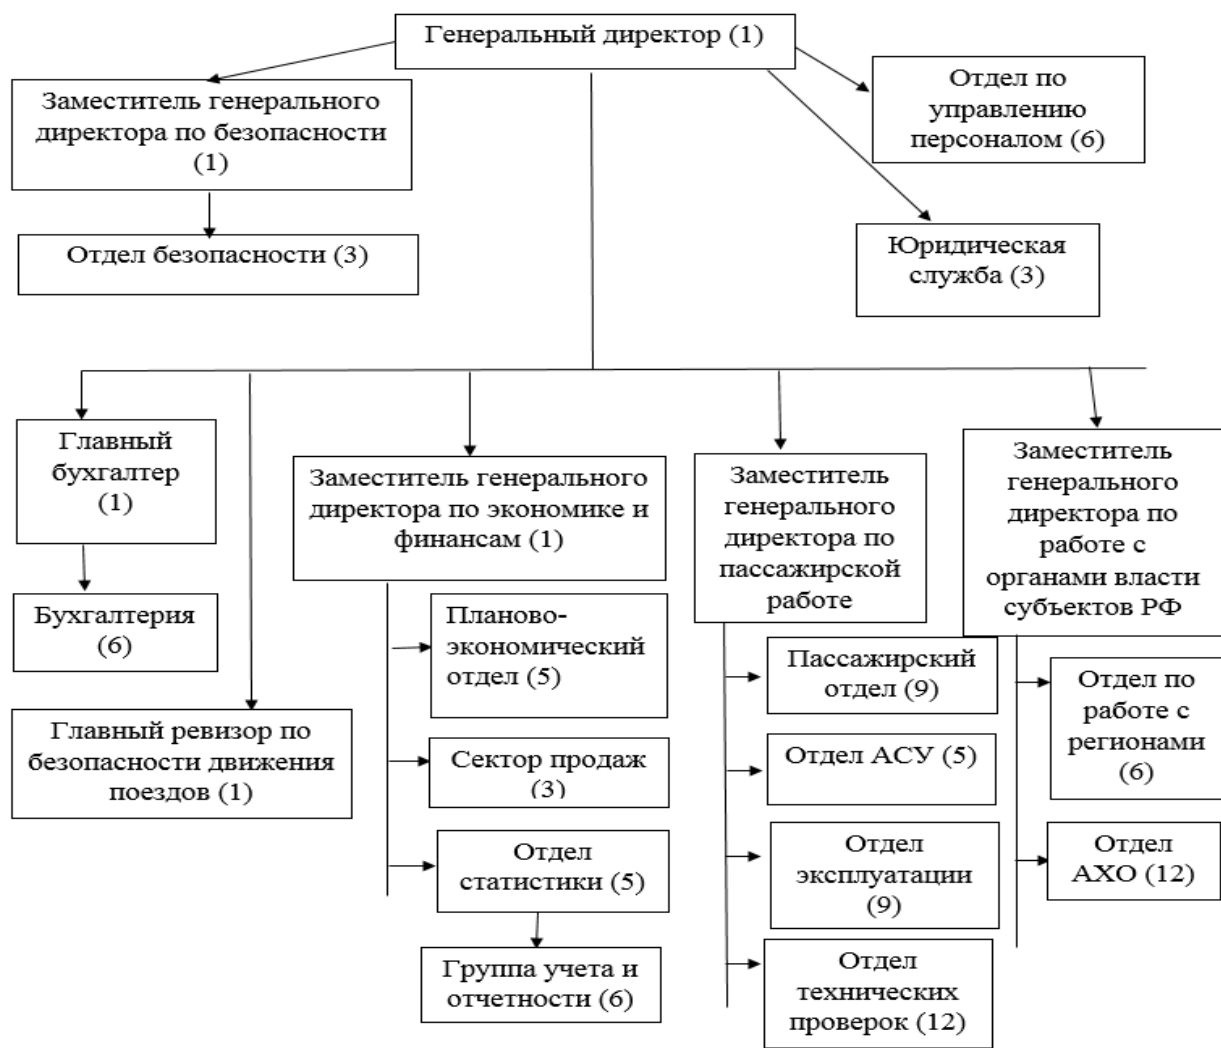 Генеральный директор (1)
Заместитель генерального
директора по безопасности
(1)
Отдел по
управлению
персоналом (6)
Отдел безопасности (3)
Юридическая
служба (3)
Главный
бухгалтер
(1)
Бухгалтерия
(6)
Главный ревизор по
безопасности движения
поездов (1)
Заместитель генерального
директора по экономике и
финансам (1)
Планово-
экономический
отдел (5)
Сектор продаж
(3)
Отдел
статистики (5)
Группа учета и
отчетности (6)
Заместитель
генерального
директора по
пассажирской
работе
Пассажирский
отдел (9)
Отдел АСУ (5)
Отдел
эксплуатации
(9)
Отдел
технических
проверок (12)
Заместитель
генерального
директора по
работе с
органами власти
субъектов РФ
Отдел по
работе с
регионами
(6)
Отдел
АХО (12)